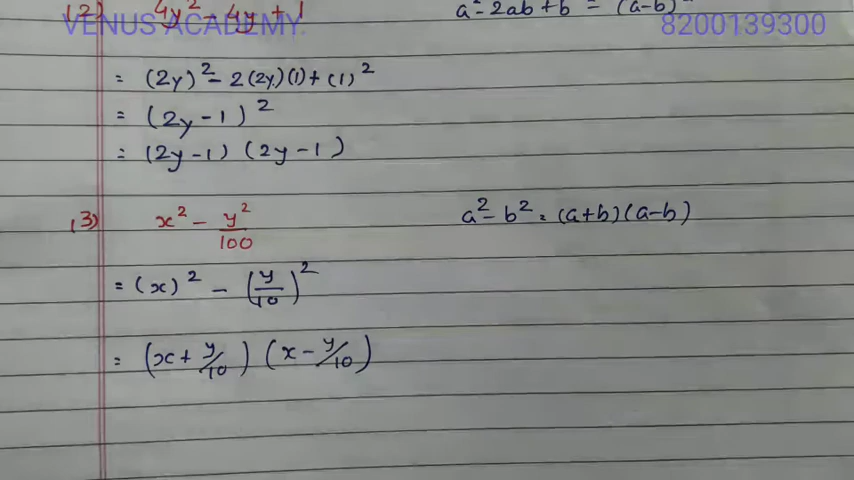 (2) 4y² - 4y + 1 a² - 2ab + b = (a-b)²
VENUS ACADEMY 8200139300
= (2y)² - 2(2y)(1) + (1)²
= (2y - 1)²
= (2y - 1) (2y - 1)
(3) x² - y²/100 a² - b² = (a+b)(a-b)
= (x)² - (y/10)²
= (x + y/10) (x - y/10)